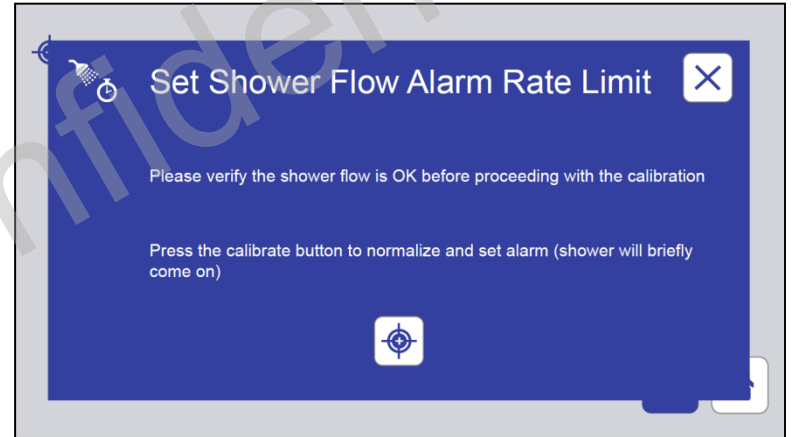 Set Shower Flow Alarm Rate Limit
Please verify the shower flow is OK before proceeding with the calibration
Press the calibrate button to normalize and set alarm (shower will briefly
come on)